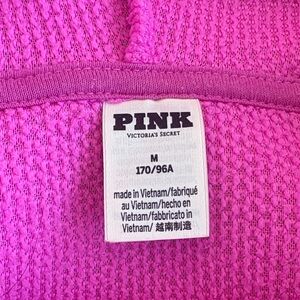 PINK
VICTORIA'S SECRET
M
170/96A
made in Vietnam/fabriqué
au Vietnam/hecho en
Vietnam/fabbricato in
Vietnam/ 越南制造